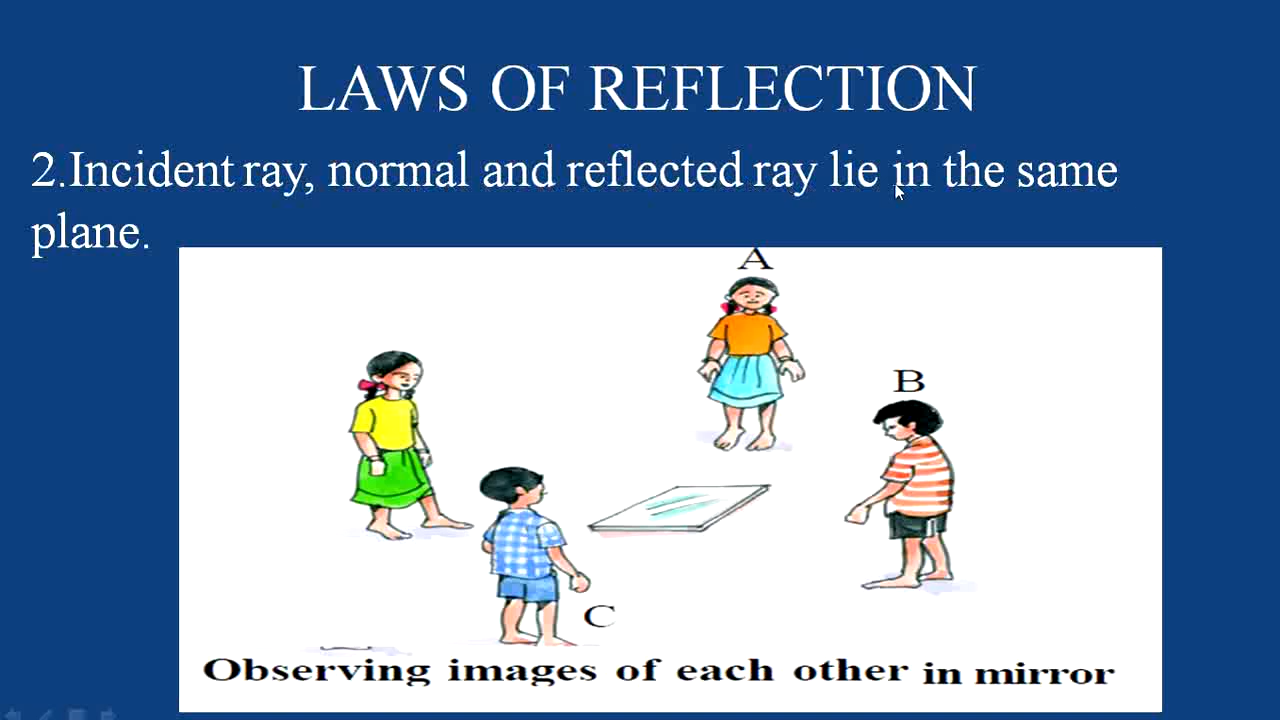 LAWS OF REFLECTION
2.Incident ray, normal and reflected ray lie in the same
plane.
A
B
C
Observing images of each other in mirror